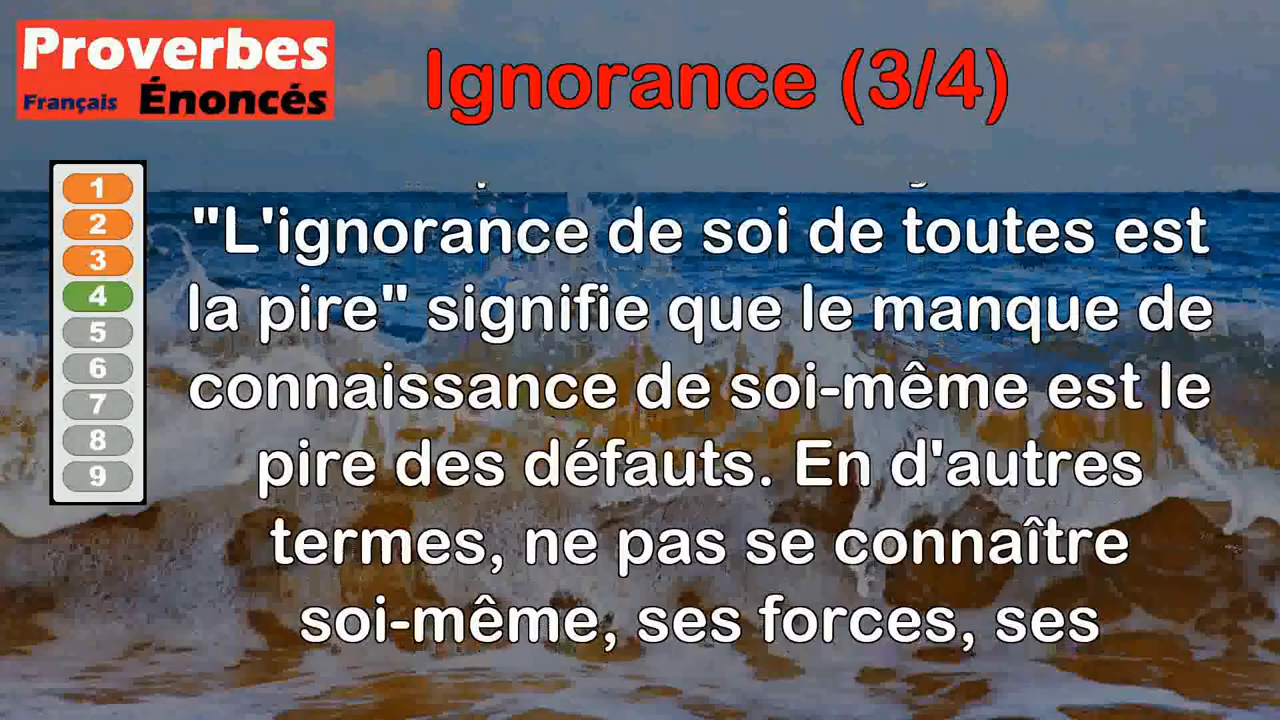 Proverbes
Français Énoncés
Ignorance (3/4)
1
2
3
4
5
6
7
8
9
"L'ignorance de soi de toutes est
la pire" signifie que le manque de
connaissance de soi-même est le
pire des défauts. En d'autres
termes, ne pas se connaître
soi-même, ses forces, ses